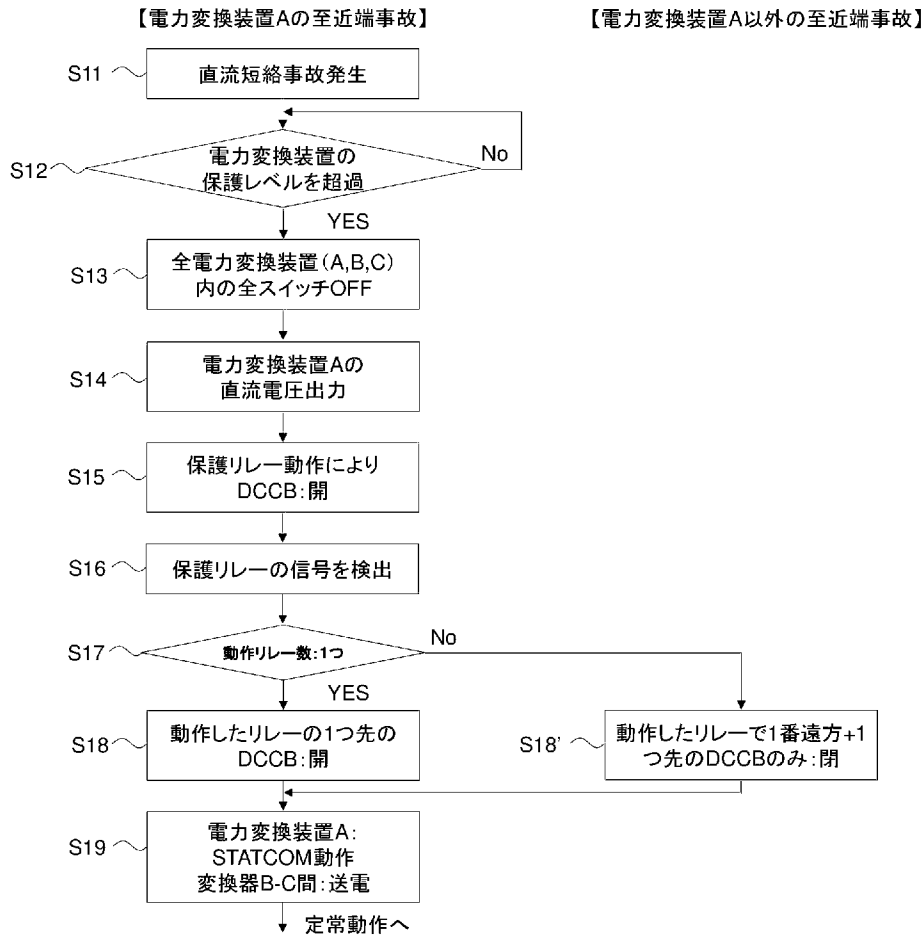 【電力変換装置Aの至近端事故】
【電力変換装置A以外の至近端事故】
S11
直流短絡事故発生
S12
電力変換装置の
保護レベルを超過
No
YES
S13
全電力変換装置(A,B,C)
内の全スイッチOFF
S14
電力変換装置Aの
直流電圧出力
S15
保護リレー動作により
DCCB:開
S16
保護リレーの信号を検出
S17
動作リレー数:1つ
No
YES
S18
動作したリレーの1つ先の
DCCB:開
S18'
動作したリレーで1番遠方+1
つ先のDCCBのみ:閉
S19
電力変換装置A:
STATCOM動作
変換器B-C間:送電
定常動作へ